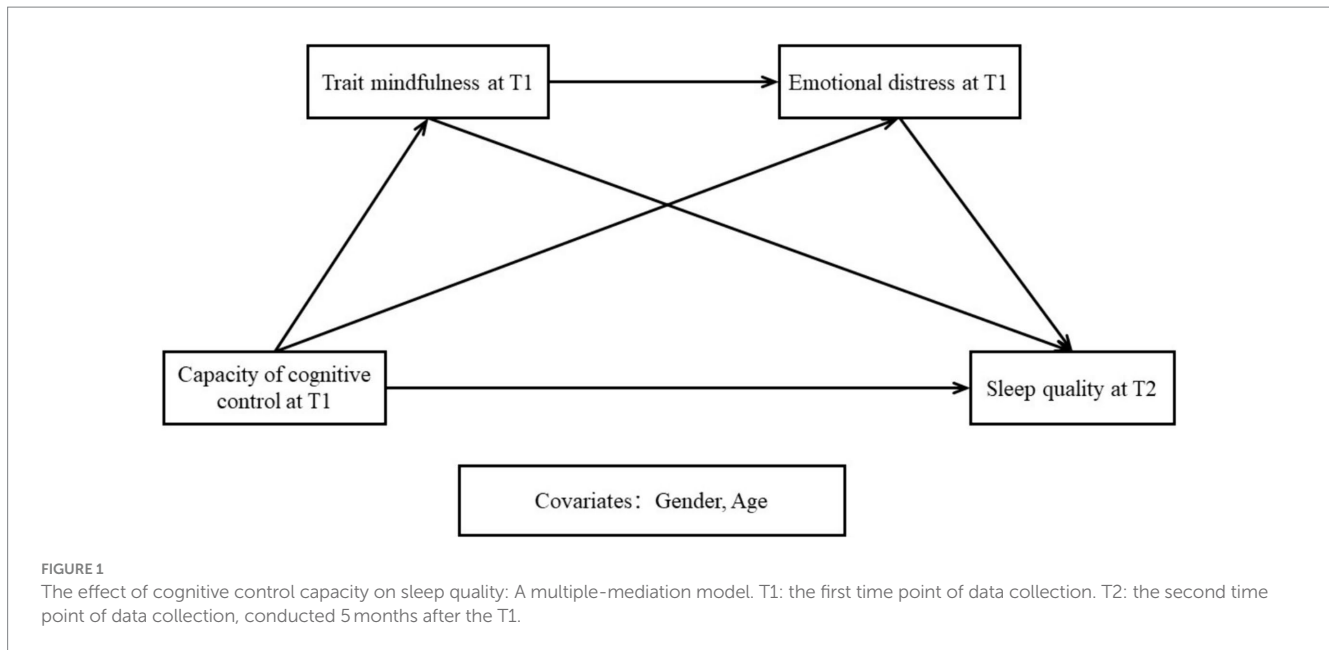 Trait mindfulness at T1
Emotional distress at T1
Capacity of cognitive
control at T1
Sleep quality at T2
Covariates：Gender, Age
FIGURE 1
The effect of cognitive control capacity on sleep quality: A multiple-mediation model. T1: the first time point of data collection. T2: the second time
point of data collection, conducted 5 months after the T1.